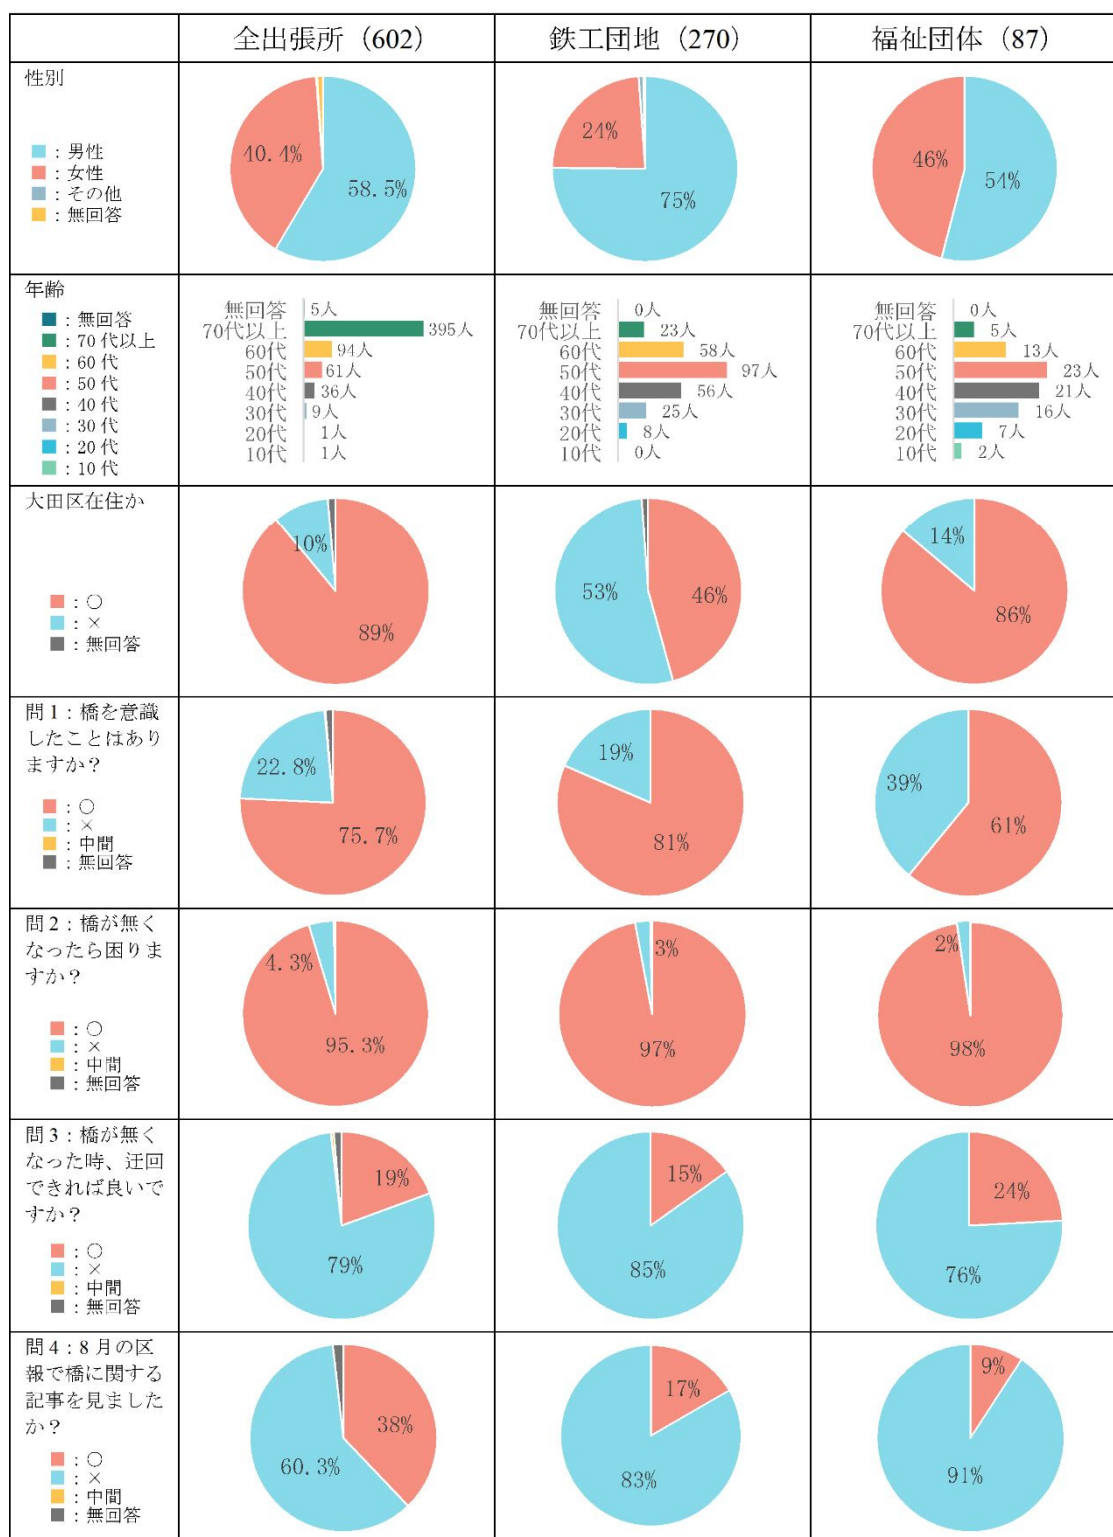 全出張所（602）
鉄工団地（270）
福祉団体（87）
性別
：男性
：女性
：その他
：無回答
40.4%
58.5%
24%
75%
46%
54%
年齢
：無回答
：70代以上
：60代
：50代
：40代
：30代
：20代
：10代
無回答 5人
70代以上 395人
60代 94人
50代 61人
40代 36人
30代 9人
20代 1人
10代 1人
無回答 0人
70代以上 23人
60代 58人
50代 97人
40代 56人
30代 25人
20代 8人
10代 0人
無回答 0人
70代以上 5人
60代 13人
50代 23人
40代 21人
30代 16人
20代 7人
10代 2人
大田区在住か
：○
：×
：無回答
10%
89%
53%
46%
14%
86%
問1：橋を意識
したことはあり
ますか？
：○
：×
：中間
：無回答
22.8%
75.7%
19%
81%
39%
61%
問2：橋が無く
なったら困りま
すか？
：○
：×
：中間
：無回答
4.3%
95.3%
3%
97%
2%
98%
問3：橋が無く
なった時、迂回
できれば良いで
すか？
：○
：×
：中間
：無回答
19%
79%
15%
85%
24%
76%
問4：8月の区
報で橋に関する
記事を見ました
か？
：○
：×
：中間
：無回答
38%
60.3%
17%
83%
9%
91%